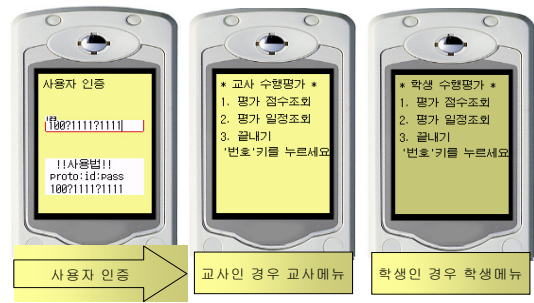 사용자 인증
100?1111?1111
!!사용법!!
proto:id:pass
100?1111?1111
사용자 인증
* 교사 수행평가 *
1. 평가 점수조회
2. 평가 일정조회
3. 끝내기
'번호'키를 누르세요
교사인 경우 교사메뉴
* 학생 수행평가 *
1. 평가 점수조회
2. 평가 일정조회
3. 끝내기
'번호'키를 누르세요
학생인 경우 학생메뉴